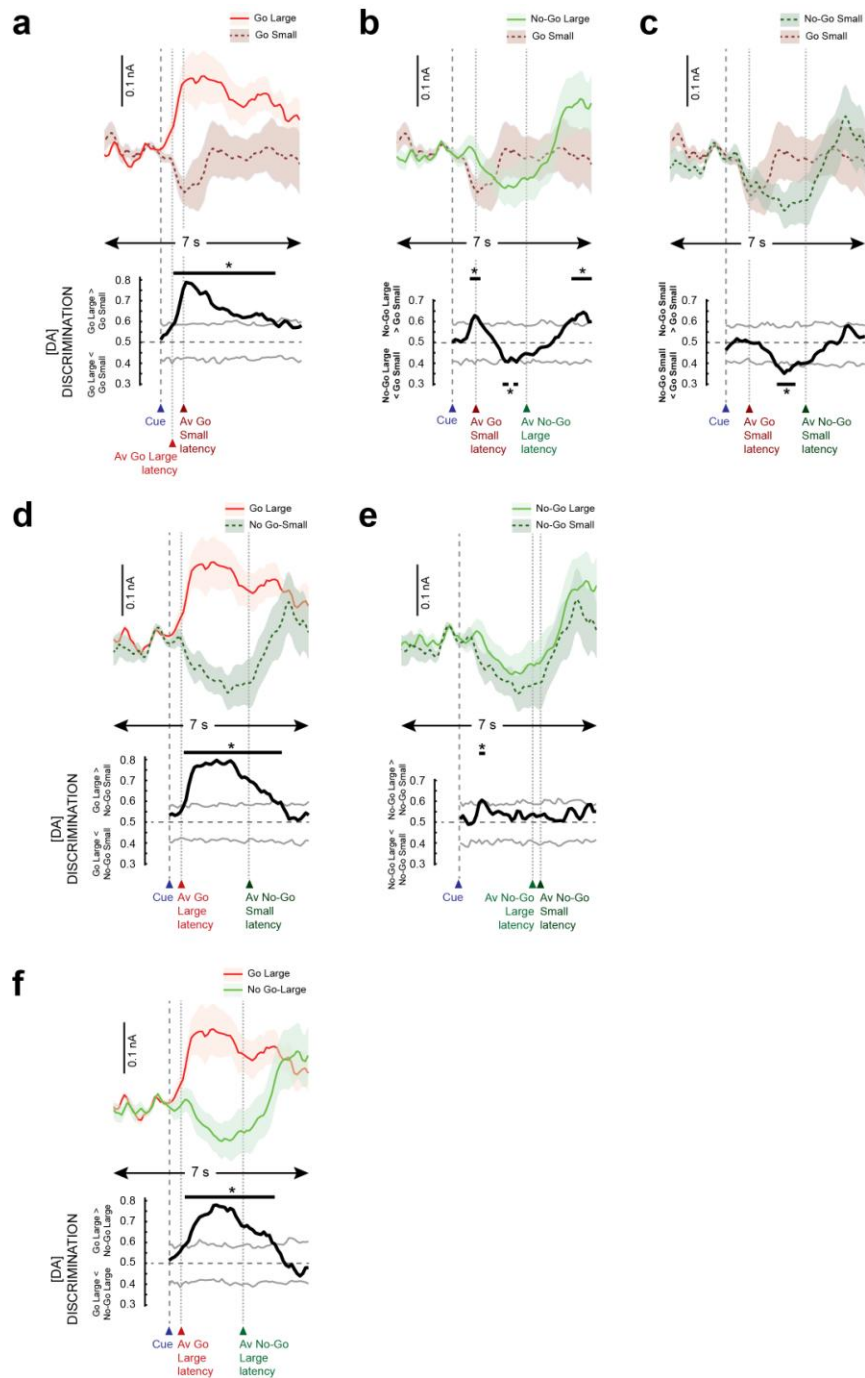 a
Go Large
Go Small
0.1 nA
7 s
*
[DA]
DISCRIMINATION
Go Large <
Go Small
Go Large >
Go Small
0.8
0.7
0.6
0.5
0.4
0.3
Cue
Av Go
Small
latency
Av Go Large
latency
b
No-Go Large
Go Small
0.1 nA
7 s
*
*
No-Go Large
< Go Small
No-Go Large
> Go Small
0.7
0.6
0.5
0.4
0.3
Cue
Av Go
Small
latency
Av No-Go
Large
latency
c
No-Go Small
Go Small
0.1 nA
7 s
*
No-Go Small
< Go Small
No-Go Small
> Go Small
0.7
0.6
0.5
0.4
0.3
Cue
Av Go
Small
latency
Av No-Go
Small
latency
d
Go Large
No Go-Small
0.1 nA
7 s
*
[DA]
DISCRIMINATION
Go Large <
No-Go Small
Go Large >
No-Go Small
0.8
0.7
0.6
0.5
0.4
0.3
Cue
Av Go
Large
latency
Av No-Go
Small
latency
e
No-Go Large
No-Go Small
0.1 nA
7 s
*
No-Go Large <
No-Go Small
No-Go Large >
No-Go Small
0.7
0.6
0.5
0.4
0.3
Cue
Av No-Go
Large
latency
Av No-Go
Small
latency
f
Go Large
No Go-Large
0.1 nA
7 s
*
[DA]
DISCRIMINATION
Go Large <
No-Go Large
Go Large >
No-Go Large
0.8
0.7
0.6
0.5
0.4
0.3
Cue
Av Go
Large
latency
Av No-Go
Large
latency